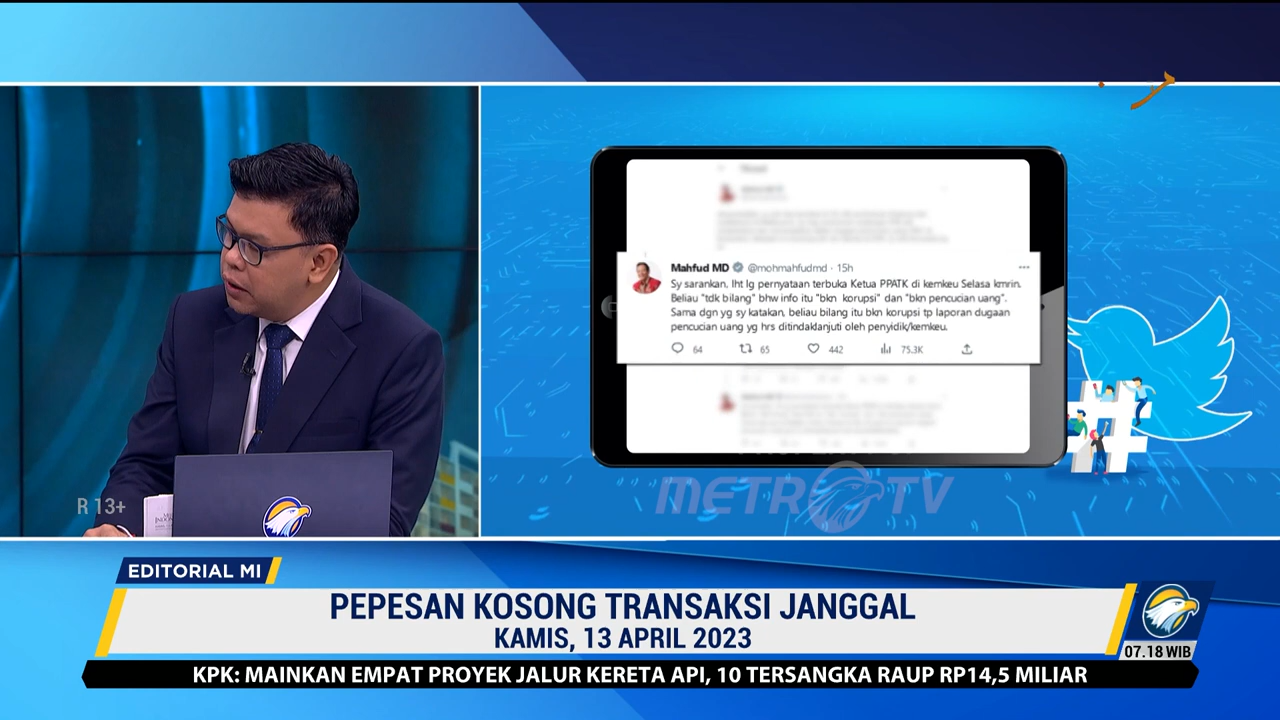 Mahfud MD @mohmahfudmd · 15h
Sy sarankan, lht lg pernyataan terbuka Ketua PPATK di kemkeu Selasa kmrin.
Beliau "tdk bilang" bhw info itu "bkn korupsi" dan "bkn pencucian uang".
Sama dgn yg sy katakan, beliau bilang itu bkn korupsi tp laporan dugaan
pencucian uang yg hrs ditindaklanjuti oleh penyidik/kemkeu.
64 65 442 75.3K
METRO TV
R 13+
EDITORIAL MI
PEPESAN KOSONG TRANSAKSI JANGGAL
KAMIS, 13 APRIL 2023
07.18 WIB
KPK: MAINKAN EMPAT PROYEK JALUR KERETA API, 10 TERSANGKA RAUP RP14,5 MILIAR